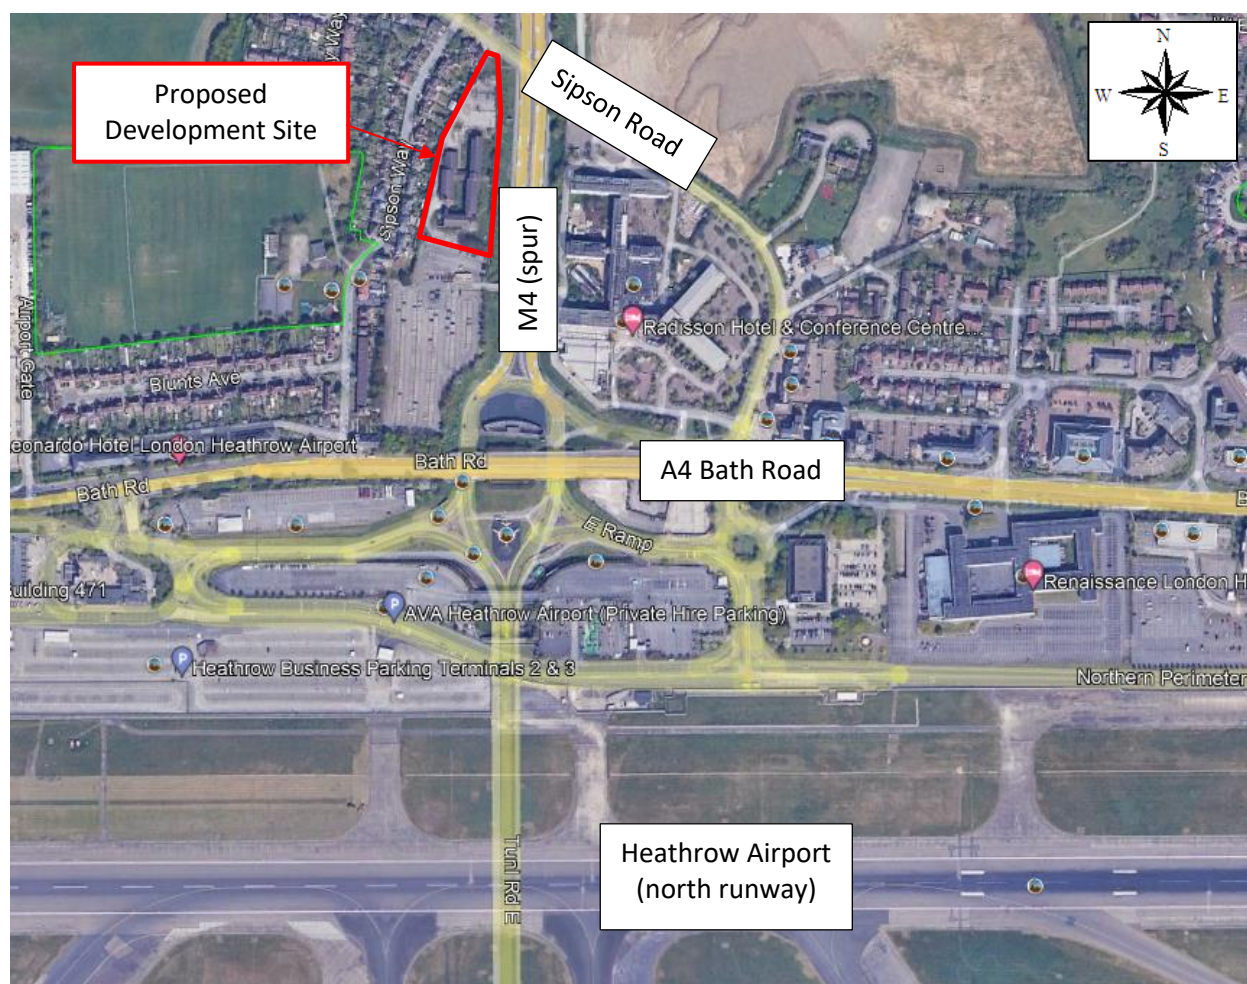 N
W E
S
Proposed
Development Site
Sipson Road
Sipson Way
M4 (spur)
Airport Gate
Radisson Hotel & Conference Centre...
Blunts Ave
eonardo Hotel London Heathrow Airport
Bath Rd
A4 Bath Road
Bath Rd
E Ramp
Building 471
Renaissance London H
AVA Heathrow Airport (Private Hire Parking)
Heathrow Business Parking Terminals 2 & 3
Northern Perimeter
Tunl Rd E
Heathrow Airport
(north runway)